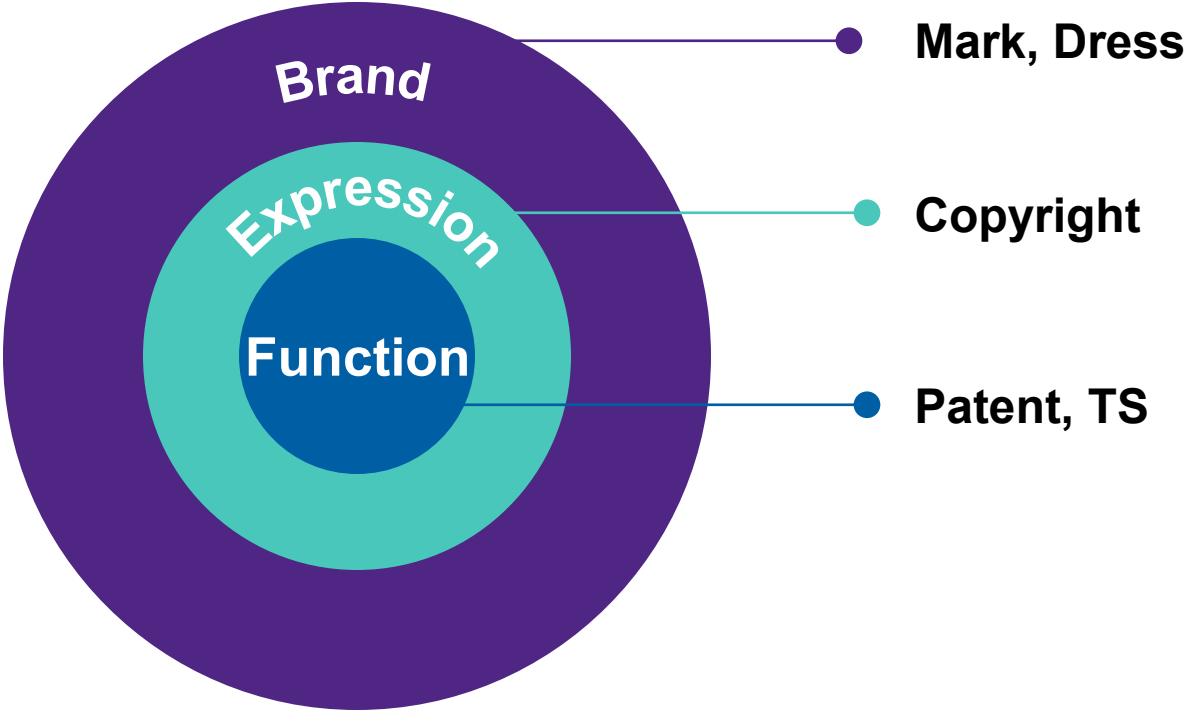 Brand
Expression
Function
Mark, Dress
Copyright
Patent, TS